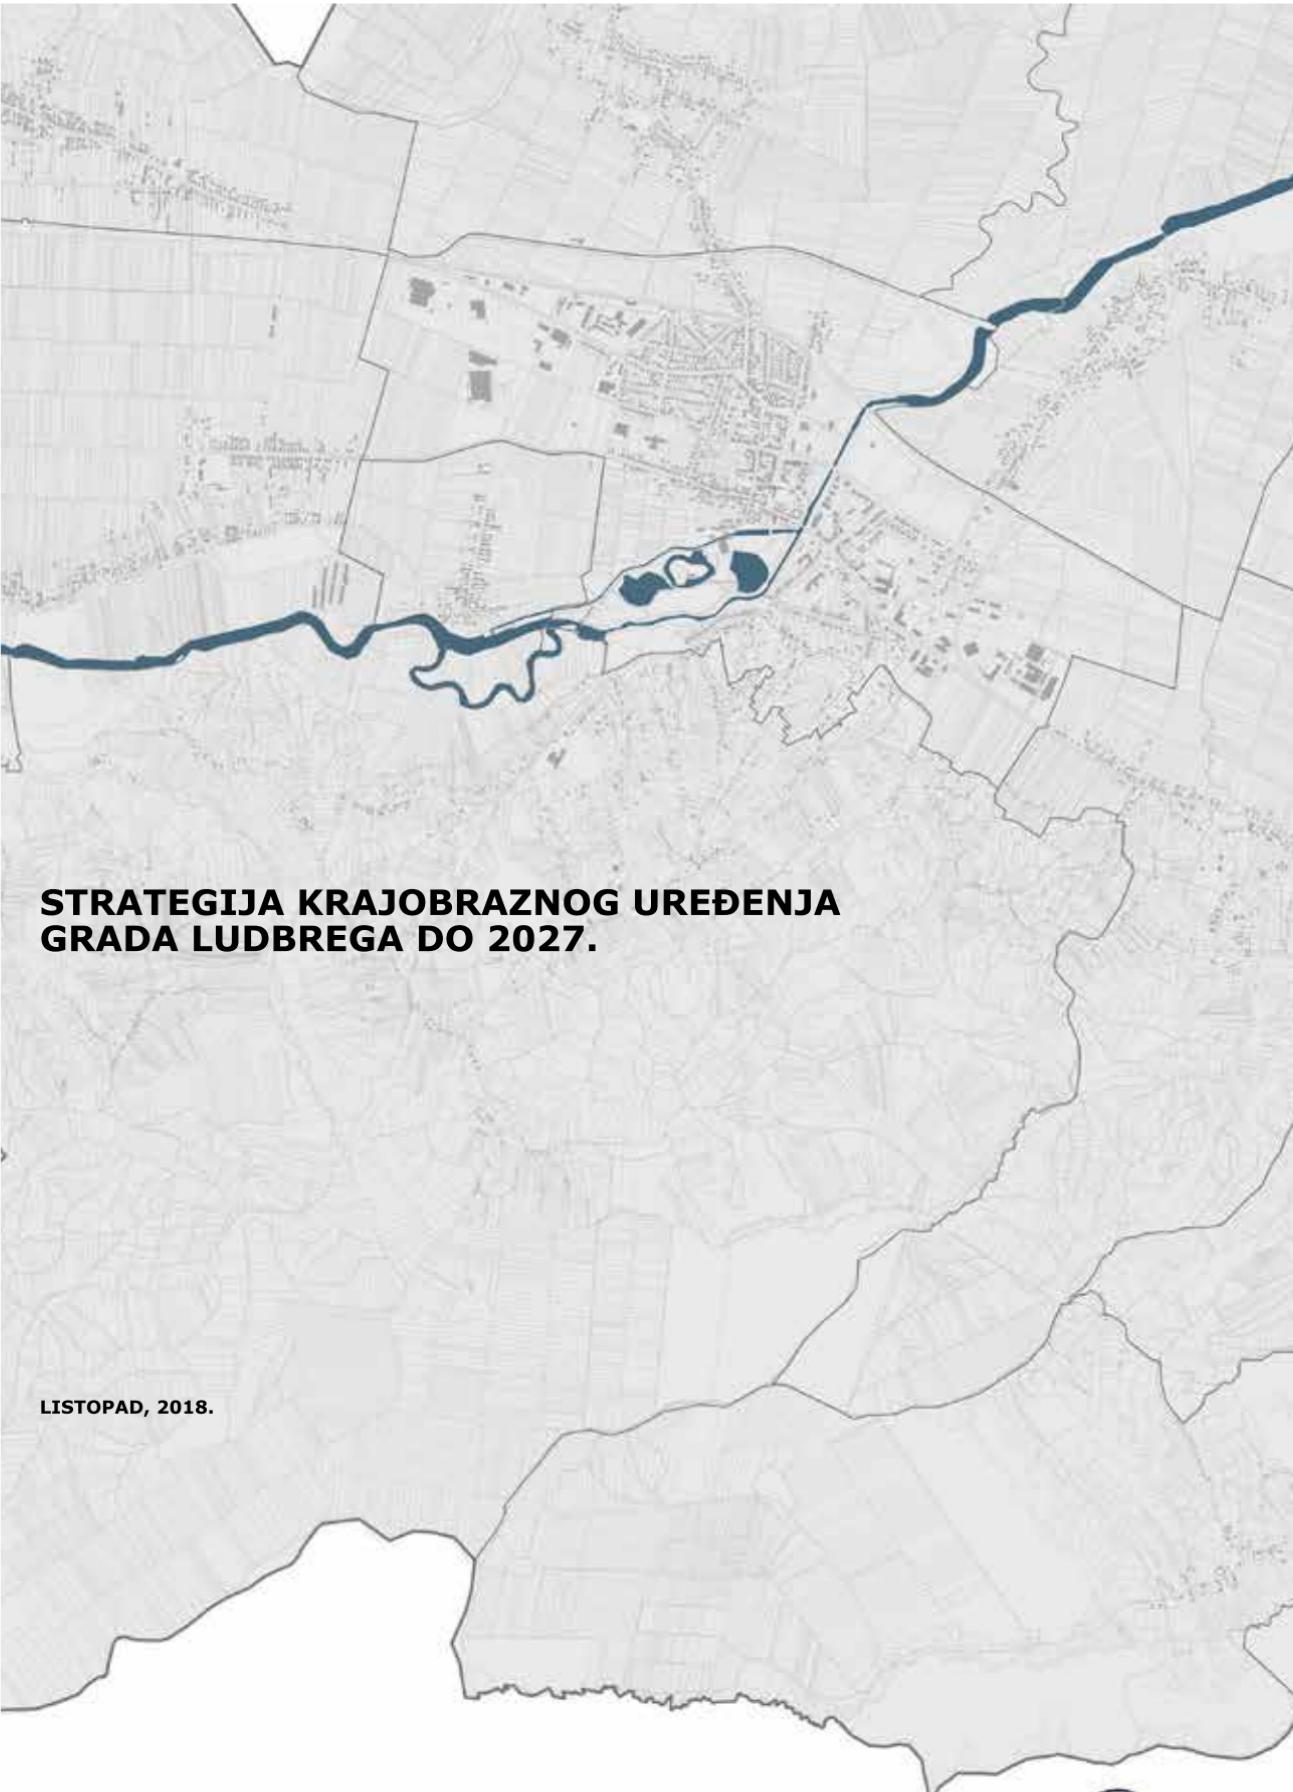 STRATEGIJA KRAJOBRAZNOG UREĐENJA
GRADA LUDBREGA DO 2027.
LISTOPAD, 2018.